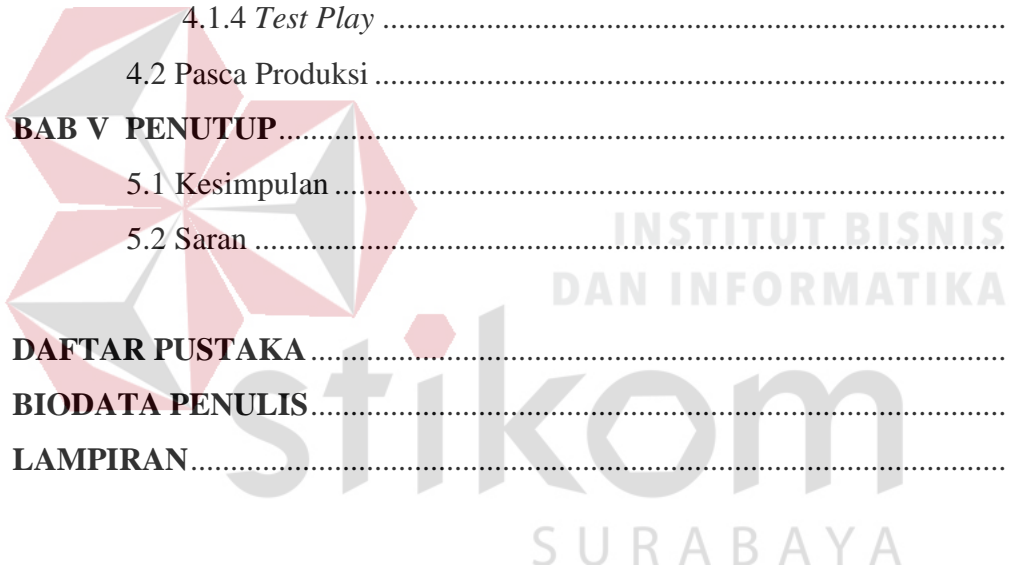 4.1.4 Test Play ..............................................................................
4.2 Pasca Produksi ...............................................................................
BAB V  PENUTUP...........................................................................................
5.1 Kesimpulan ....................................................................................
5.2 Saran ..............................................................................................
INSTITUT BISNIS
DAN INFORMATIKA
DAFTAR PUSTAKA .......................................................................................
BIODATA PENULIS.......................................................................................
LAMPIRAN......................................................................................................
stikom
SURABAYA